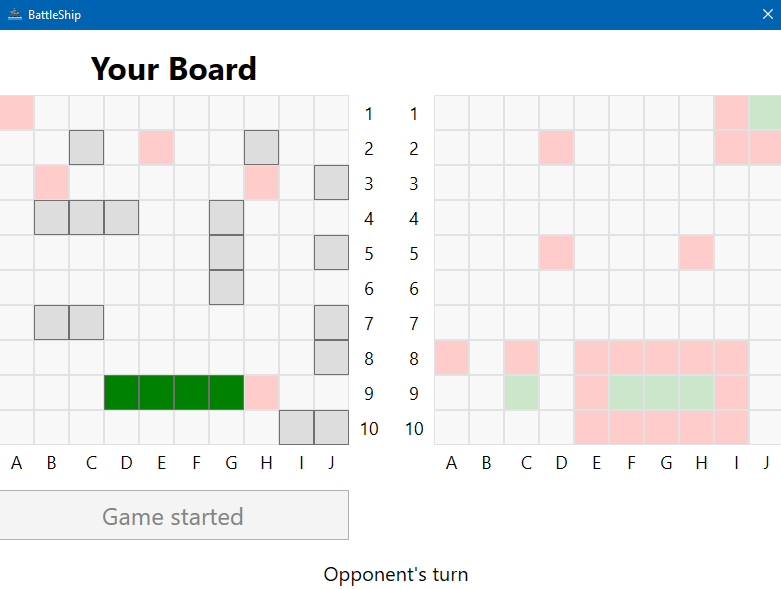 BattleShip
Your Board
1 1
2 2
3 3
4 4
5 5
6 6
7 7
8 8
9 9
10 10
A B C D E F G H I J A B C D E F G H I J
Game started
Opponent's turn